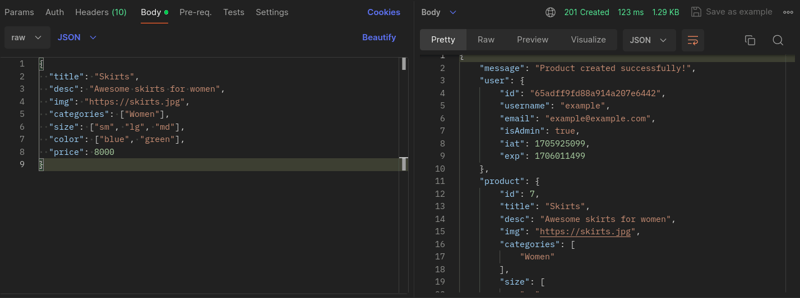 Params Auth Headers (10) Body Pre-req. Tests Settings Cookies
raw JSON Beautify
1 {
2 "title": "Skirts",
3 "desc": "Awesome skirts for women",
4 "img": "https://skirts.jpg",
5 "categories": ["Women"],
6 "size": ["sm", "lg", "md"],
7 "color": ["blue", "green"],
8 "price": 8000
9 }
Body 201 Created 123 ms 1.29 KB Save as example
Pretty Raw Preview Visualize JSON
1 {
2 "message": "Product created successfully!",
3 "user": {
4 "id": "65adff9fd88a914a207e6442",
5 "username": "example",
6 "email": "example@example.com",
7 "isAdmin": true,
8 "iat": 1705925099,
9 "exp": 1706011499
10 },
11 "product": {
12 "id": 7,
13 "title": "Skirts",
14 "desc": "Awesome skirts for women",
15 "img": "https://skirts.jpg",
16 "categories": [
17 "Women"
18 ],
19 "size": [